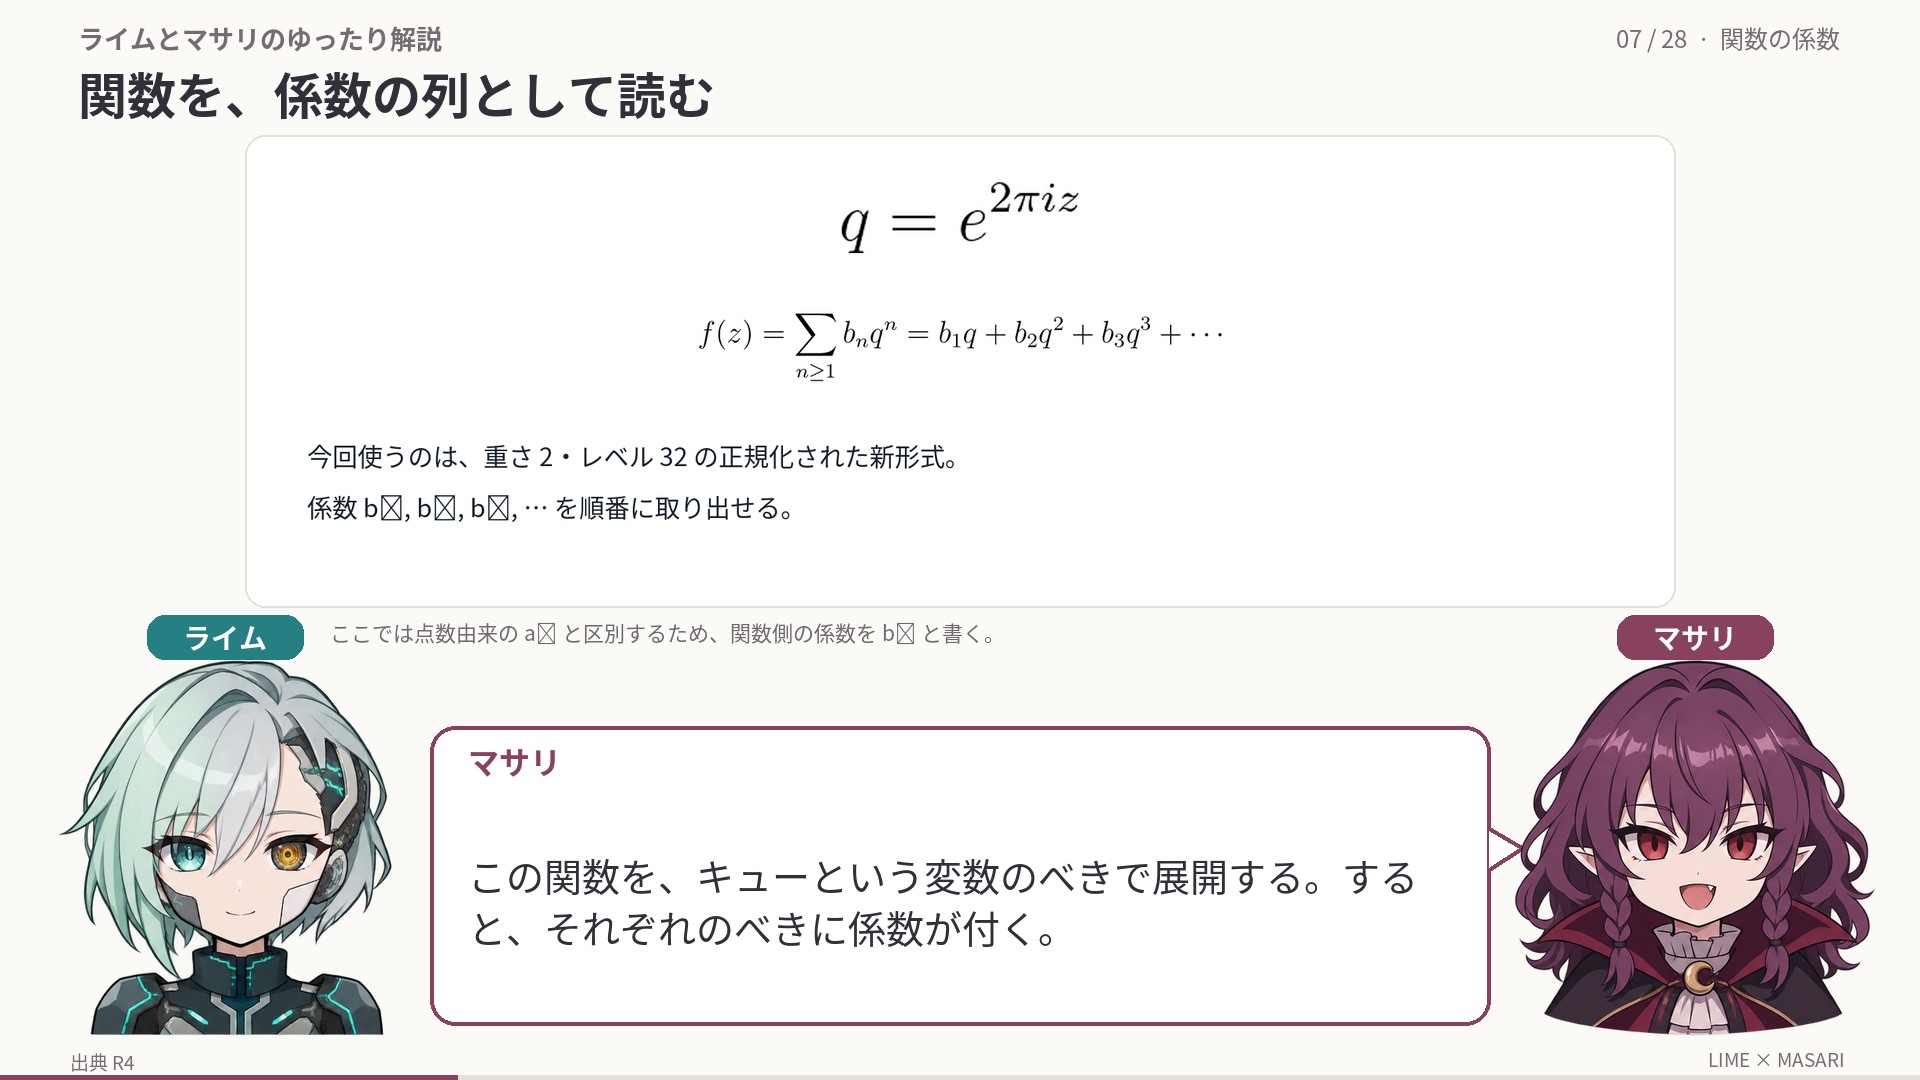 ライムとマサリのゆったり解説
07 / 28 · 関数の係数
関数を、係数の列として読む
q = e^{2πiz}
f(z) = \sum_{n≥1} b_n q^n = b_1 q + b_2 q^2 + b_3 q^3 + ⋯
今回使うのは、重さ 2・レベル 32 の正規化された新形式。
係数 b□, b□, b□, … を順番に取り出せる。
ライム
ここでは点数由来の a□ と区別するため、関数側の係数を b□ と書く。
マサリ
マサリ
この関数を、キューという変数のべきで展開する。する
と、それぞれのべきに係数が付く。
出典 R4
LIME × MASARI